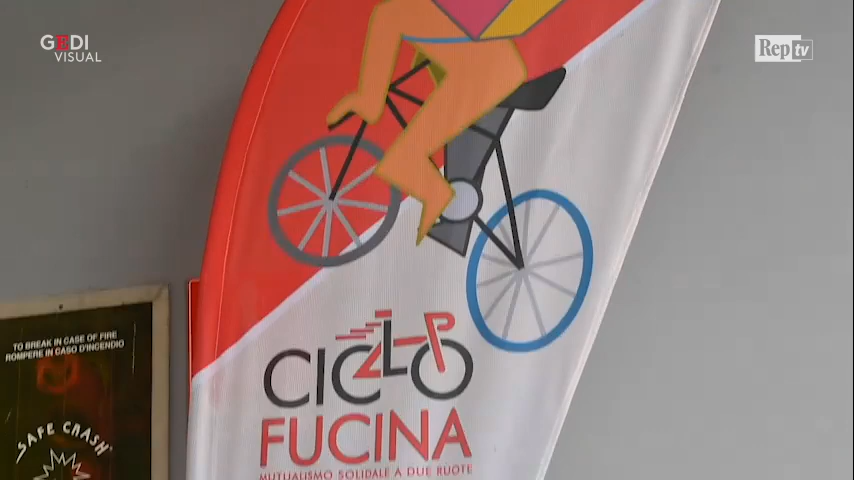 GEDI
VISUAL
Rep tv
TO BREAK IN CASE OF FIRE
ROMPERE IN CASO D'INCENDIO
SAFE CRASH
CICLO
FUCINA
MUTUALISMO SOLIDALE A DUE RUOTE